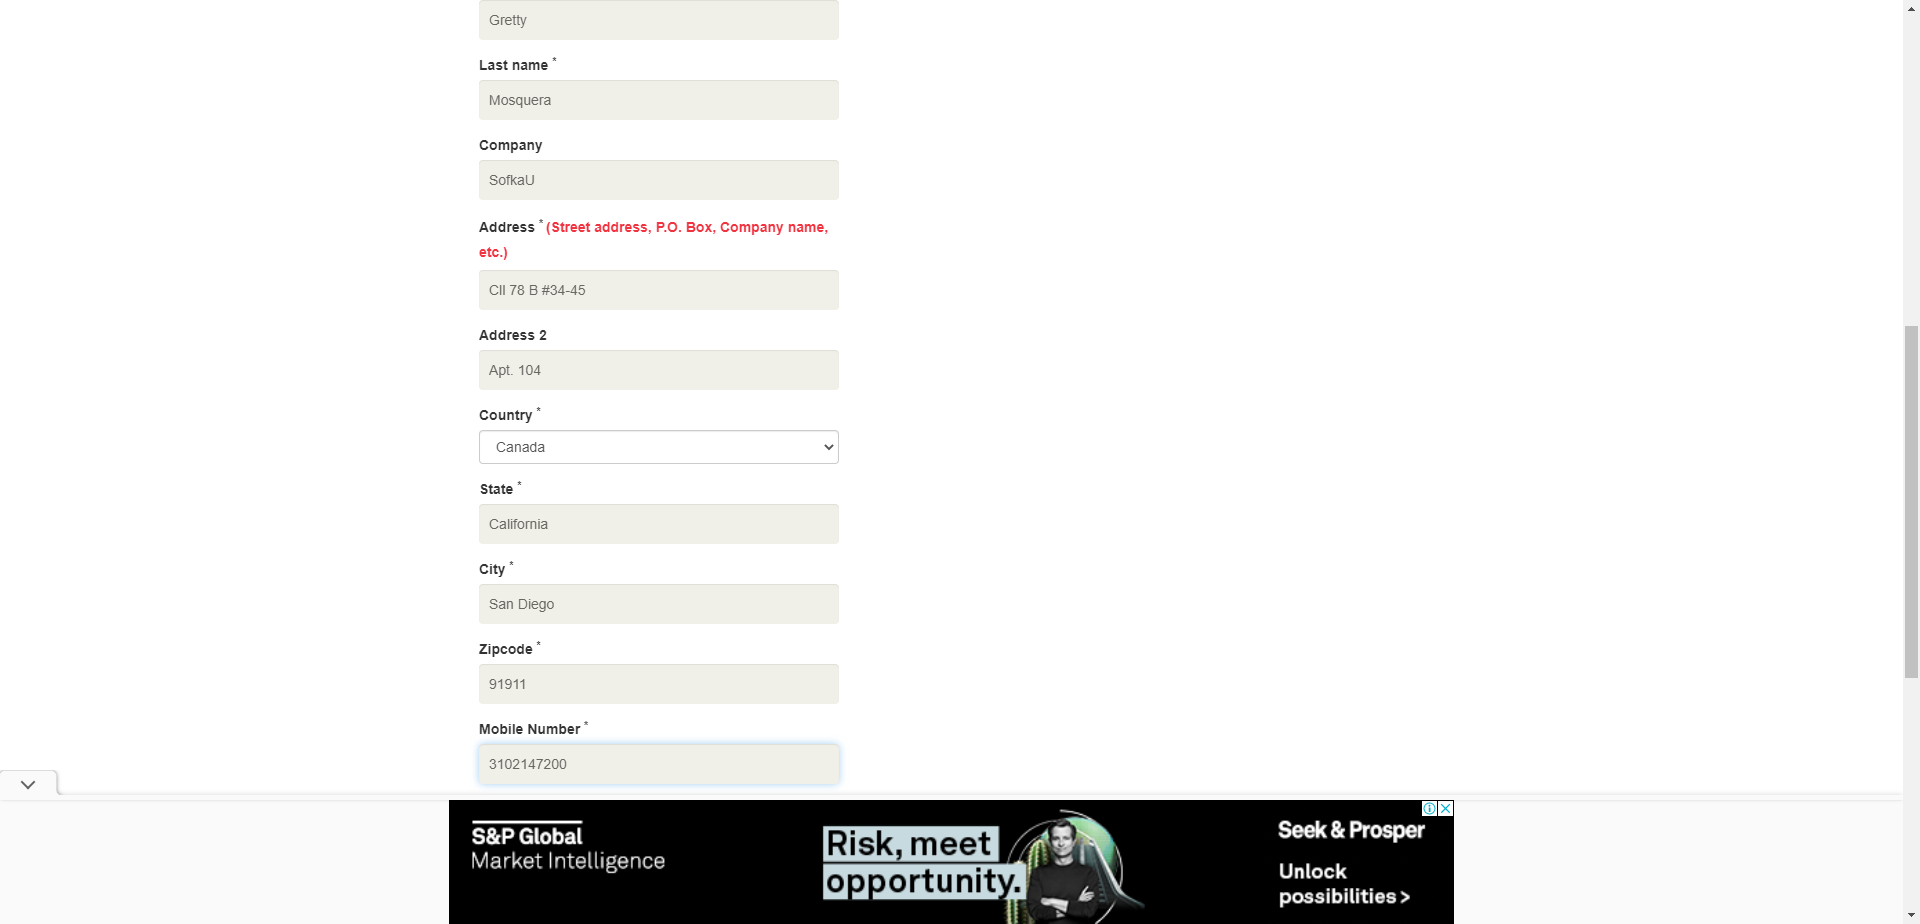 Gretty
Last name *
Mosquera
Company
SofkaU
Address * (Street address, P.O. Box, Company name,
etc.)
Cll 78 B #34-45
Address 2
Apt. 104
Country *
Canada
State *
California
City *
San Diego
Zipcode *
91911
Mobile Number *
3102147200
S&P Global
Market Intelligence
Risk, meet
opportunity.
Seek & Prosper
Unlock
possibilities >